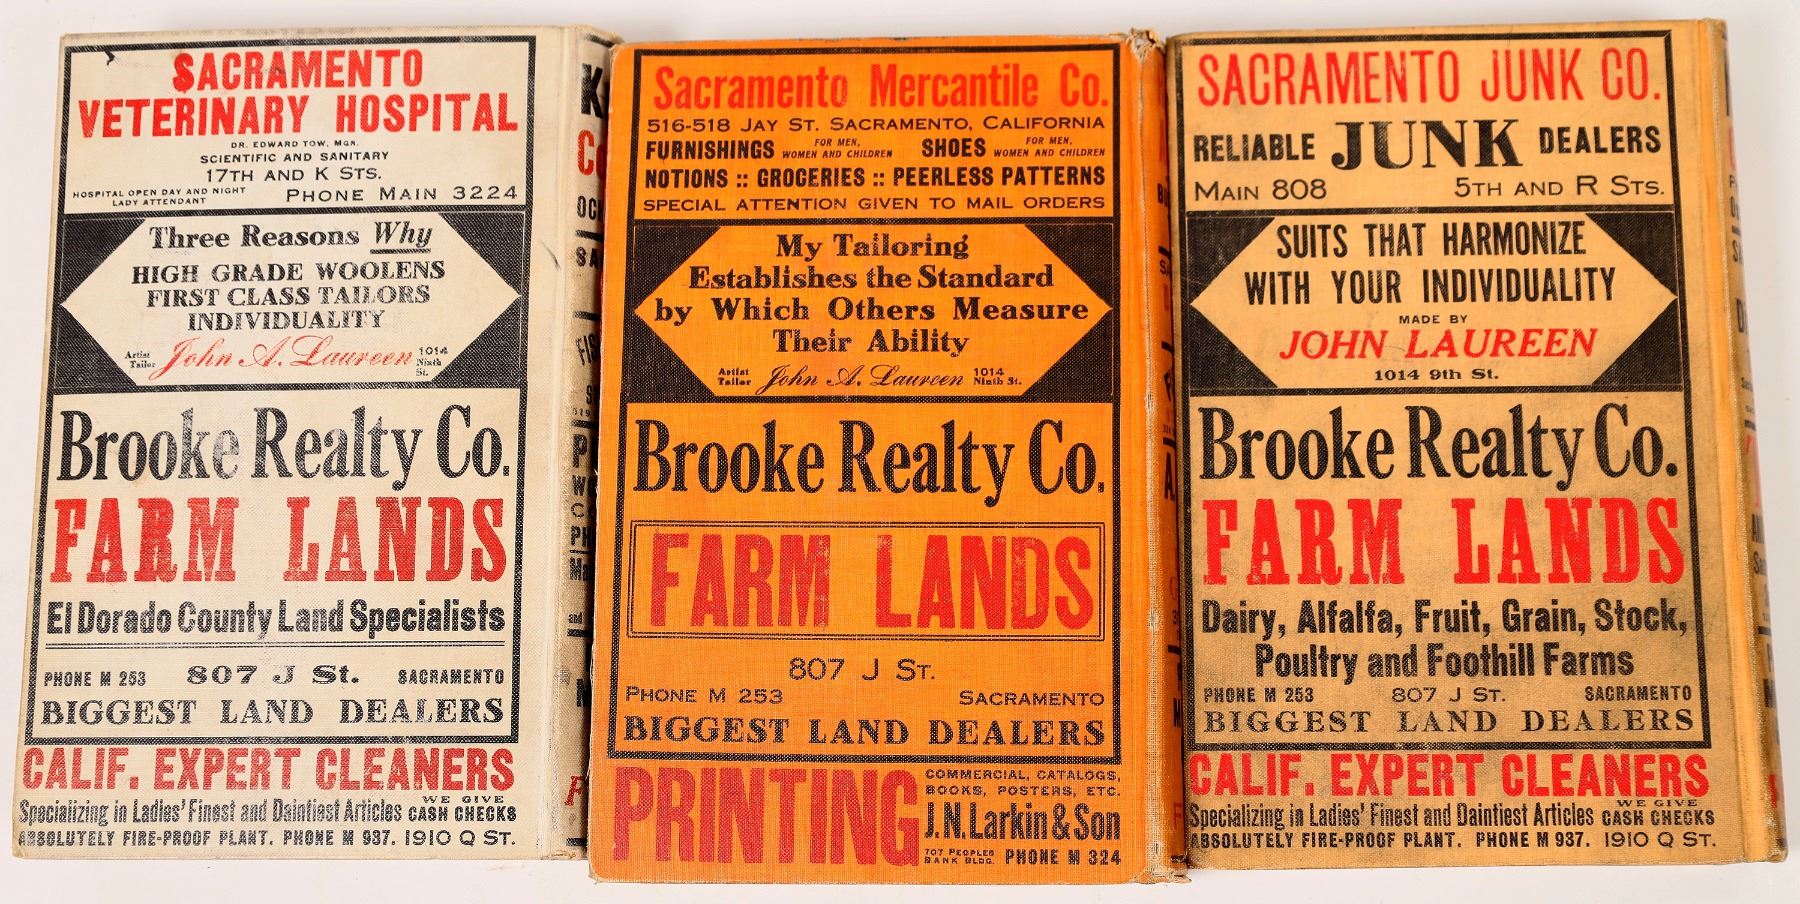 SACRAMENTO
VETERINARY HOSPITAL
DR. EDWARD TOW, MGR.
SCIENTIFIC AND SANITARY
17TH AND K STS.
HOSPITAL OPEN DAY AND NIGHT
LADY ATTENDANT
PHONE MAIN 3224
Three Reasons Why
HIGH GRADE WOOLENS
FIRST CLASS TAILORS
INDIVIDUALITY
Artist Tailor John A. Laureen 1014 Ninth St.
Brooke Realty Co.
FARM LANDS
El Dorado County Land Specialists
PHONE M 253 807 J St. SACRAMENTO
BIGGEST LAND DEALERS
CALIF. EXPERT CLEANERS
Specializing in Ladies' Finest and Daintiest Articles WE GIVE CASH CHECKS
ABSOLUTELY FIRE-PROOF PLANT. PHONE M 937. 1910 Q ST.
Sacramento Mercantile Co.
516-518 JAY ST. SACRAMENTO, CALIFORNIA
FURNISHINGS FOR MEN, WOMEN AND CHILDREN SHOES FOR MEN, WOMEN AND CHILDREN
NOTIONS :: GROCERIES :: PEERLESS PATTERNS
SPECIAL ATTENTION GIVEN TO MAIL ORDERS
My Tailoring
Establishes the Standard
by Which Others Measure
Their Ability
Artist Tailor John A. Laureen 1014 Ninth St.
Brooke Realty Co.
FARM LANDS
807 J ST.
PHONE M 253 SACRAMENTO
BIGGEST LAND DEALERS
PRINTING
COMMERCIAL, CATALOGS,
BOOKS, POSTERS, ETC.
J.N. Larkin & Son
707 PEOPLES BANK BLDG. PHONE M 324
SACRAMENTO JUNK CO.
RELIABLE JUNK DEALERS
MAIN 808 5TH AND R STS.
SUITS THAT HARMONIZE
WITH YOUR INDIVIDUALITY
MADE BY
JOHN LAUREEN
1014 9th St.
Brooke Realty Co.
FARM LANDS
Dairy, Alfalfa, Fruit, Grain, Stock,
Poultry and Foothill Farms
PHONE M 253 807 J ST. SACRAMENTO
BIGGEST LAND DEALERS
CALIF. EXPERT CLEANERS
Specializing in Ladies' Finest and Daintiest Articles WE GIVE CASH CHECKS
ABSOLUTELY FIRE-PROOF PLANT. PHONE M 937. 1910 Q ST.